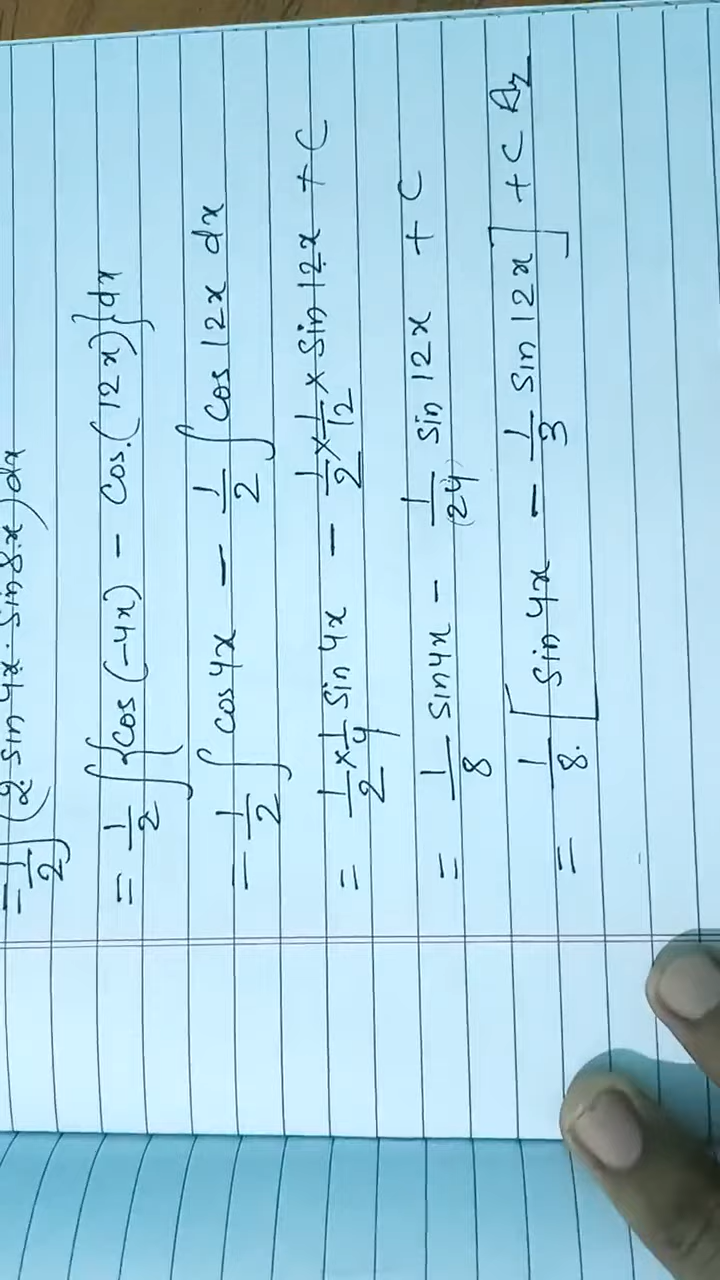 = 1/2 ∫ (2 sin 4x · sin 8x) dx
= 1/2 ∫ {cos (-4x) - cos. (12x)} dx
= 1/2 ∫ cos 4x - 1/2 ∫ cos 12x dx
= 1/2 × 1/4 sin 4x - 1/2 × 1/12 × sin 12x + C
= 1/8 sin 4x - 1/24 sin 12x + C
= 1/8. [sin 4x - 1/3 sin 12x] + C